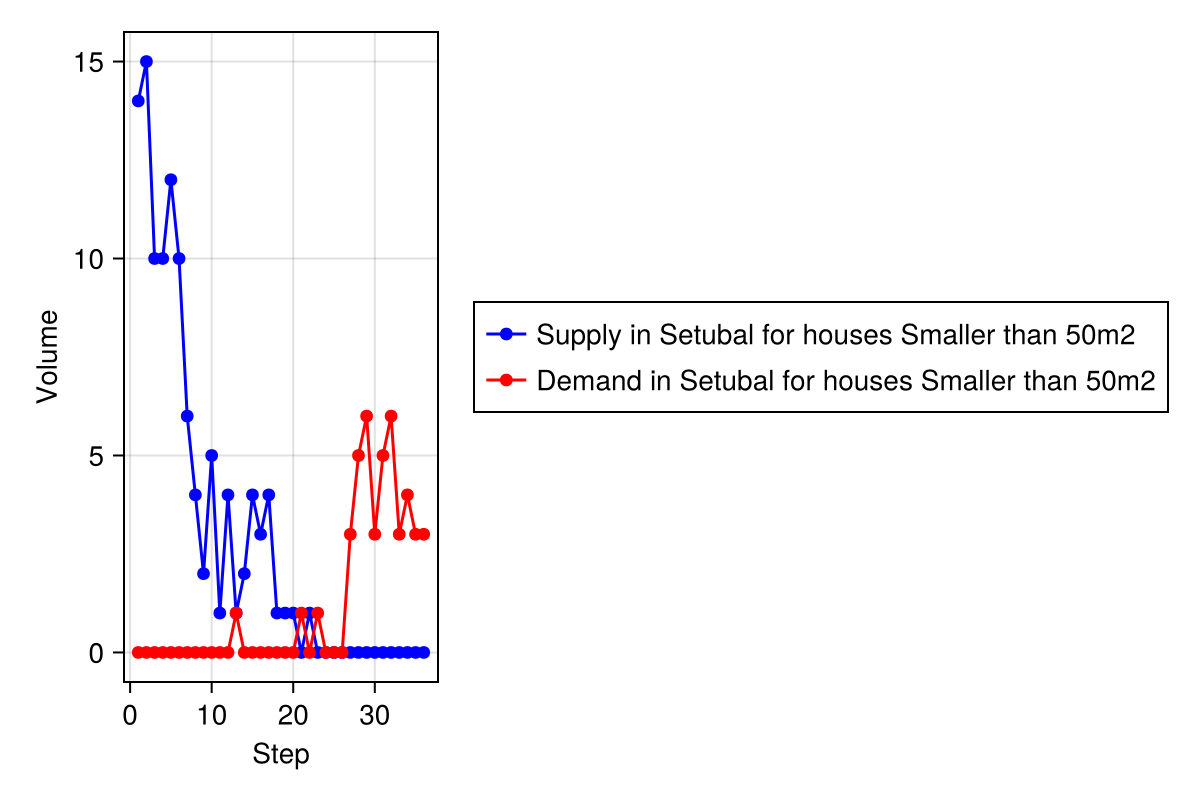 15
10
5
0
Volume
0 10 20 30
Step
Supply in Setubal for houses Smaller than 50m2
Demand in Setubal for houses Smaller than 50m2